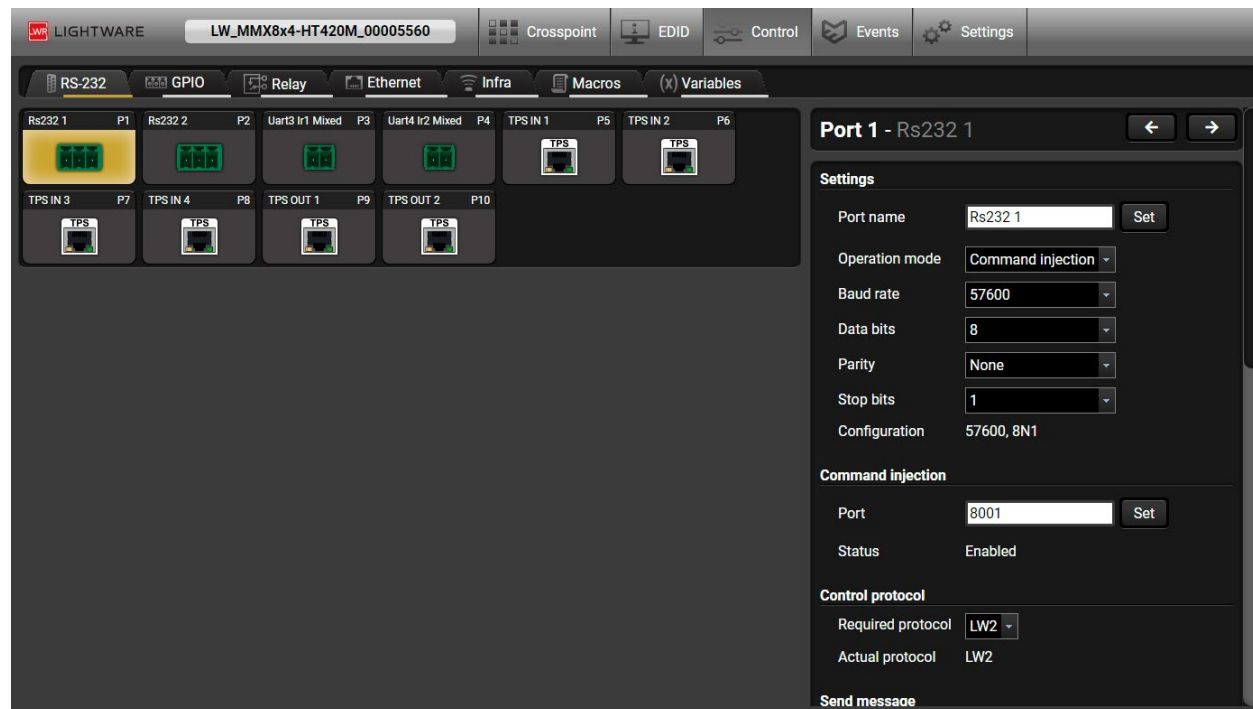 LWR LIGHTWARE LW_MMX8x4-HT420M_00005560 Crosspoint EDID Control Events Settings
RS-232 GPIO Relay Ethernet Infra (x) Macros Variables
Rs232 1 P1 Rs232 2 P2 Uart3 Ir1 Mixed P3 Uart4 Ir2 Mixed P4 TPS IN 1 P5 TPS IN 2 P6
TPS TPS
TPS IN 3 P7 TPS IN 4 P8 TPS OUT 1 P9 TPS OUT 2 P10
TPS TPS TPS TPS
Port 1 - Rs232 1
Settings
Port name Rs232 1 Set
Operation mode Command injection
Baud rate 57600
Data bits 8
Parity None
Stop bits 1
Configuration 57600, 8N1
Command injection
Port 8001 Set
Status Enabled
Control protocol
Required protocol LW2
Actual protocol LW2
Send message